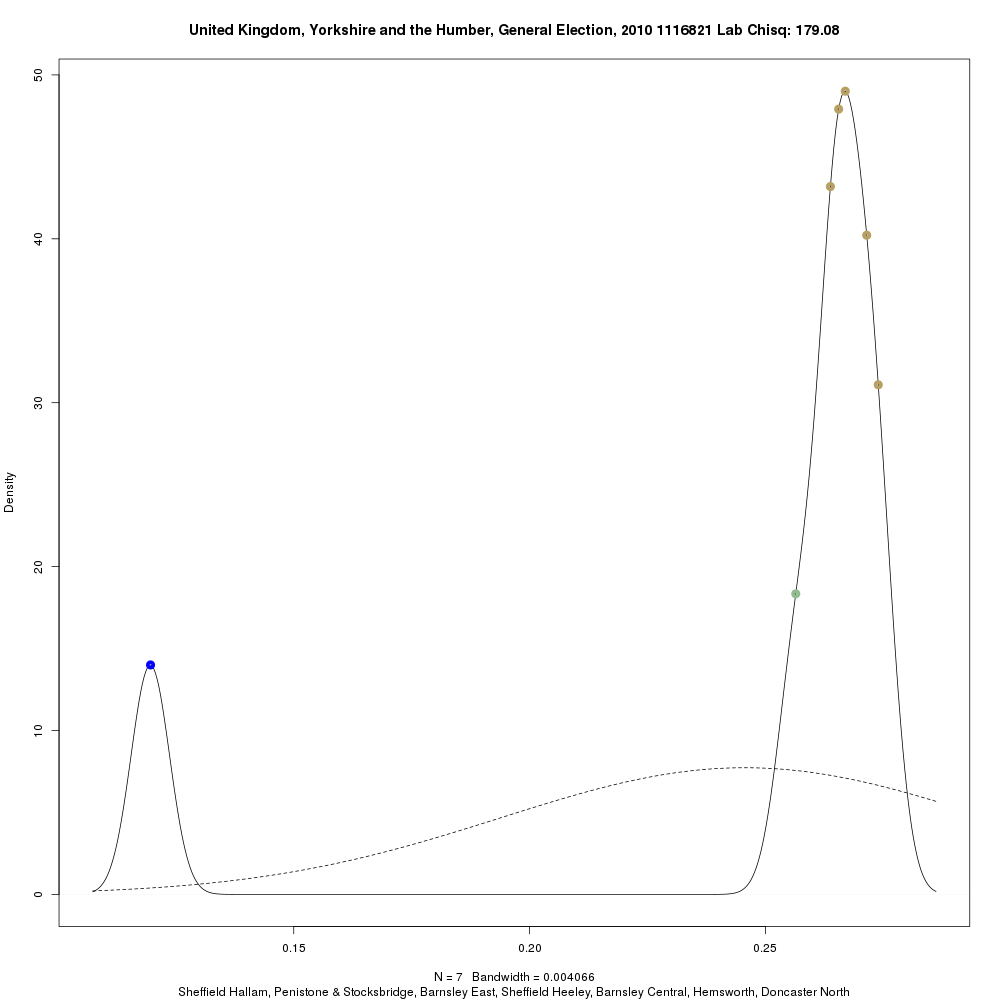 United Kingdom, Yorkshire and the Humber, General Election, 2010 1116821 Lab Chisq: 179.08
50
40
30
20
10
0
Density
0.15 0.20 0.25
N = 7 Bandwidth = 0.004066
Sheffield Hallam, Penistone & Stocksbridge, Barnsley East, Sheffield Heeley, Barnsley Central, Hemsworth, Doncaster North